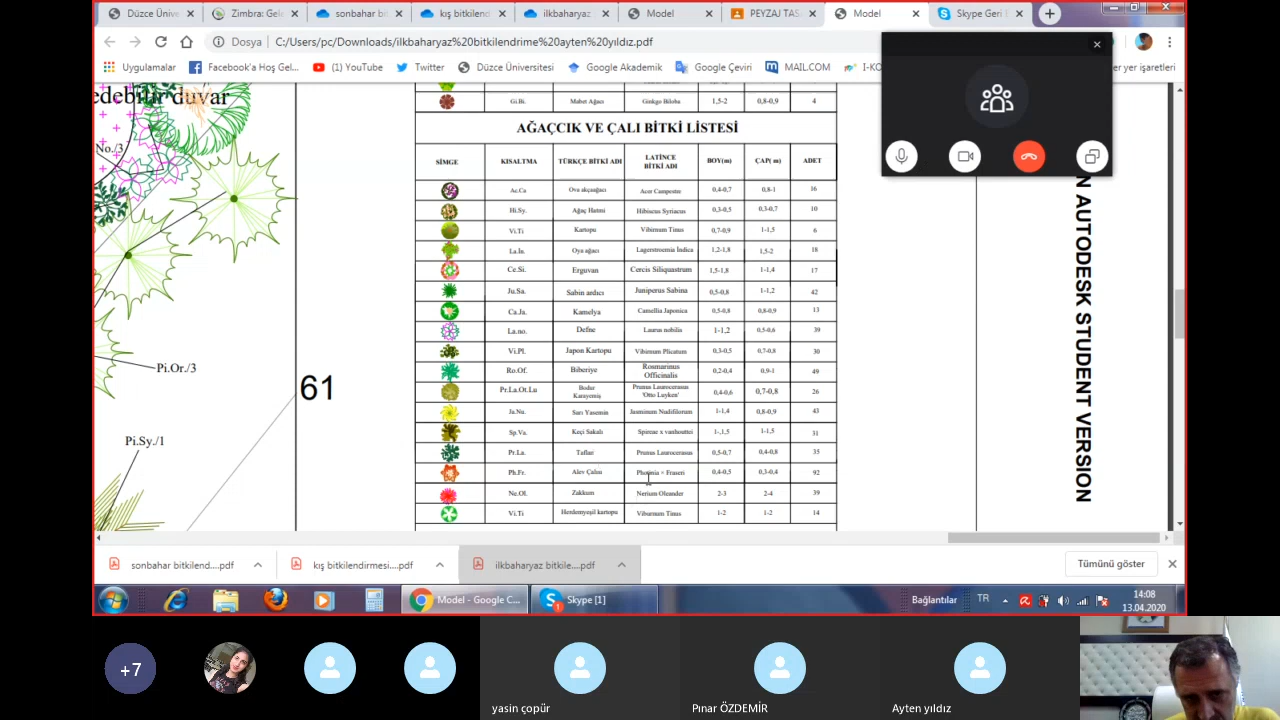 Düzce Ünive
Zimbra: Gele
sonbahar bi
kış bitkilend
ilkbaharyaz
Model
PEYZAJ TAS
Model
Skype Geri
Dosya
C:/Users/pc/Downloads/ilkbaharyaz%20bitkilendrime%20ayten%20yıldız.pdf
Uygulamalar
Facebook'a Hoş Gel...
(1) YouTube
Twitter
Düzce Üniversitesi
Google Akademik
Google Çeviri
MAIL.COM
I-KO
er yer işaretleri
edebilir duvar
No./3
Pi.Or./3
Pi.Sy./1
61
Gi.Bi. Mabet Ağacı Ginkgo Biloba 1,5-2 0,8-0,9 4
AĞAÇCIK VE ÇALI BİTKİ LİSTESİ
SİMGE KISALTMA TÜRKÇE BİTKİ ADI LATİNCE BİTKİ ADI BOY(m) ÇAP( m) ADET
Ac.Ca Ova akçaağacı Acer Campestre 0,4-0,7 0,8-1 16
Hi.Sy. Ağaç Hatmi Hibiscus Syriacus 0,3-0,5 0,3-0,7 10
Vi.Ti Kartopu Vibirnum Tinus 0,7-0,9 1-1,5 6
La.In. Oya ağacı Lagerstroemia İndica 1,2-1,8 1,5-2 18
Ce.Si. Erguvan Cercis Siliquastrum 1,5-1,8 1-1,4 17
Ju.Sa. Sabin ardıcı Juniperus Sabina 0,5-0,8 1-1,2 42
Ca.Ja. Kamelya Camellia Japonica 0,5-0,8 0,8-0,9 13
La.no. Defne Laurus nobilis 1-1,2 0,5-0,6 39
Vi.Pl. Japon Kartopu Vibirnum Plicatum 0,3-0,5 0,7-0,8 30
Ro.Of. Biberiye Rosmarinus Officinalis 0,2-0,4 0,9-1 49
Pr.La.Ot.Lu Bodur Karayemiş Prunus Laurocerasus 'Otto Luyken' 0,4-0,6 0,7-0,8 26
Ja.Nu. Sarı Yasemin Jasminum Nudiflorum 1-1,4 0,8-0,9 43
Sp.Va. Keçi Sakalı Spireae x vanhouttei 1-,1,5 1-1,5 31
Pr.La. Taflan Prunus Laurocerasus 0,5-0,7 0,4-0,8 35
Ph.Fr. Alev Çalısı Photinia × Fraseri 0,4-0,5 0,3-0,4 92
Ne.Ol. Zakkum Nerium Oleander 2-3 2-4 39
Vi.Ti Herdemyeşil kartopu Viburnum Tinus 1-2 1-2 14
N AUTODESK STUDENT VERSION
sonbahar bitkilend....pdf
kış bitkilendirmesi....pdf
ilkbaharyaz bitkile....pdf
Tümünü göster
Model - Google C...
Skype [1]
Bağlantılar
TR
14:08
13.04.2020
+7
yasin çopür
Pınar ÖZDEMİR
Ayten yıldız